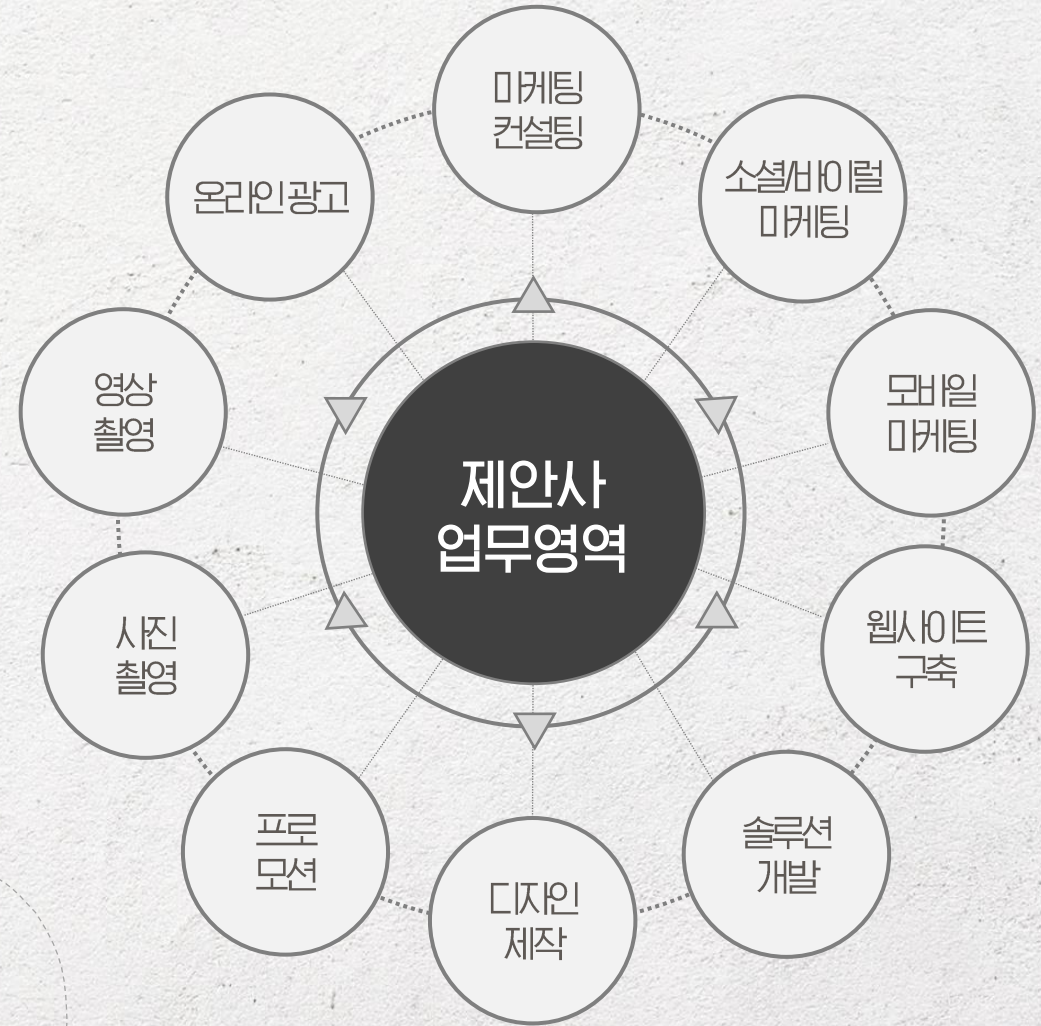 마케팅
컨설팅
소셜/바이럴
마케팅
모바일
마케팅
웹사이트
구축
솔루션
개발
디자인
제작
프로
모션
사진
촬영
영상
촬영
온라인 광고
제안사
업무영역